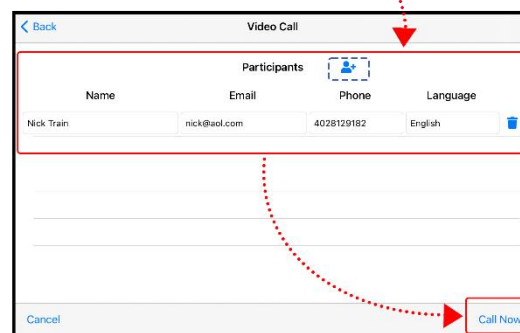 Back Video Call
Participants
Name Email Phone Language
Nick Train nick@aol.com 4028129182 English
Cancel Call Now